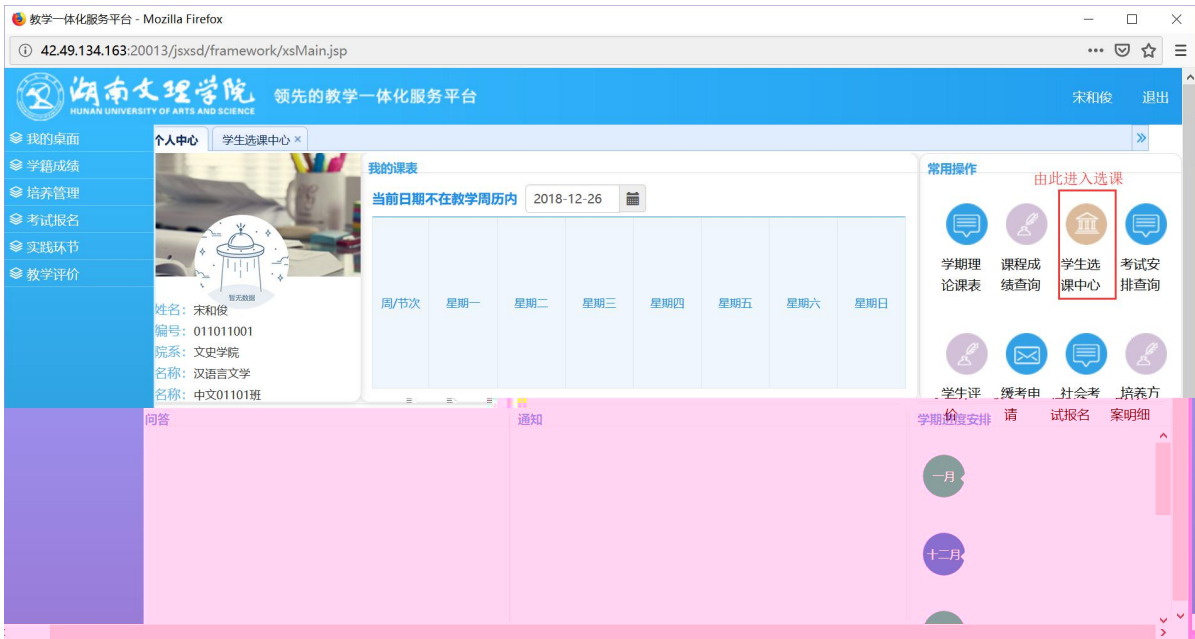 教学一体化服务平台 - Mozilla Firefox
42.49.134.163:20013/jsxsd/framework/xsMain.jsp
湖南文理学院
HUNAN UNIVERSITY OF ARTS AND SCIENCE
领先的教学一体化服务平台
宋和俊 退出
我的桌面
学籍成绩
培养管理
考试报名
实践环节
教学评价
个人中心 学生选课中心 ×
暂无数据
姓名：宋和俊
编号：011011001
院系：文史学院
名称：汉语言文学
名称：中文01101班
我的课表
当前日期不在教学周历内 2018-12-26
周/节次 星期一 星期二 星期三 星期四 星期五 星期六 星期日
常用操作
由此进入选课
学期理论课表
课程成绩查询
学生选课中心
考试安排查询
学生评价
缓考申请
社会考试报名
培养方案明细
问答
通知
学期进度安排
一月
十二月